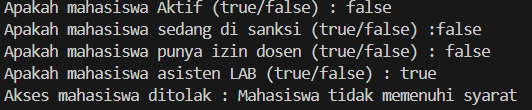 Apakah mahasiswa Aktif (true/false) : false
Apakah mahasiswa sedang di sanksi (true/false) :false
Apakah mahasiswa punya izin dosen (true/false) : false
Apakah mahasiswa asisten LAB (true/false) : true
Akses mahasiswa ditolak : Mahasiswa tidak memenuhi syarat